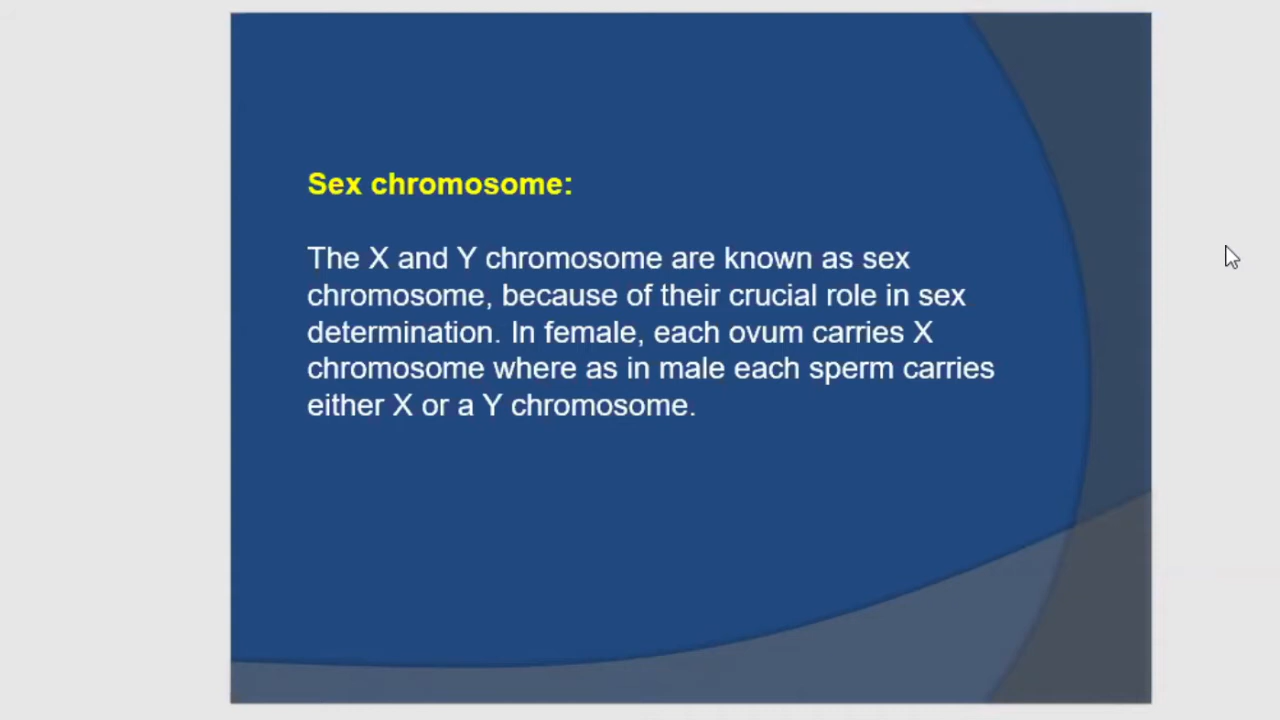 Sex chromosome:
The X and Y chromosome are known as sex
chromosome, because of their crucial role in sex
determination. In female, each ovum carries X
chromosome where as in male each sperm carries
either X or a Y chromosome.